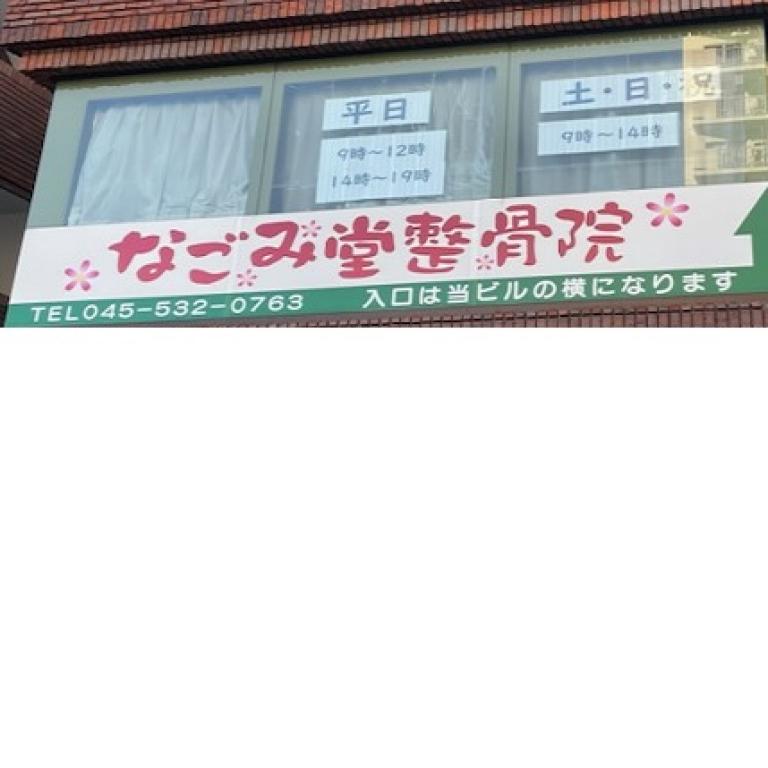 平日
9時～12時
14時～19時
土・日・祝
9時～14時
なごみ堂整骨院
TEL045-532-0763
入口は当ビルの横になります